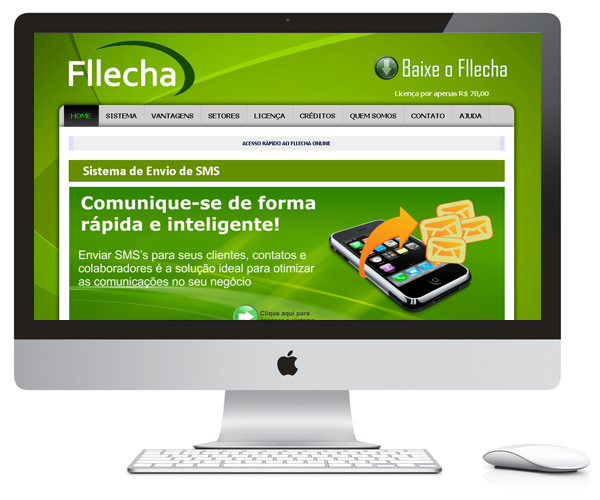 Fllecha
Baixe o Fllecha
Licença por apenas R$ 78,00
HOME SISTEMA VANTAGENS SETORES LICENÇA CRÉDITOS QUEM SOMOS CONTATO AJUDA
ACESSO RÁPIDO AO FLLECHA ONLINE
Sistema de Envio de SMS
Comunique-se de forma
rápida e inteligente!
Enviar SMS's para seus clientes, contatos e
colaboradores é a solução ideal para otimizar
as comunicações no seu negócio
Clique aqui para